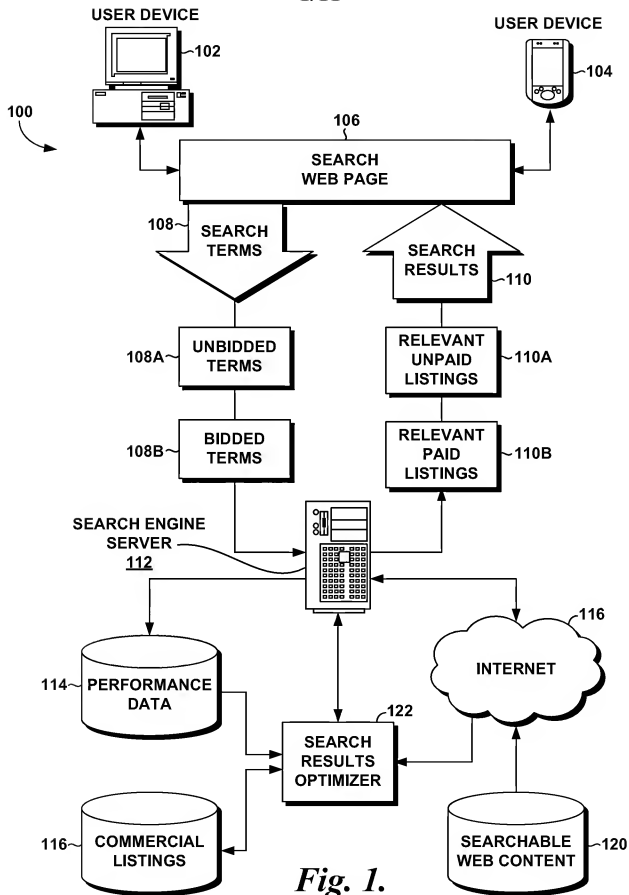 USER DEVICE
102
USER DEVICE
104
100
106
SEARCH
WEB PAGE
108
SEARCH
TERMS
SEARCH
RESULTS
110
108A
UNBIDDED
TERMS
RELEVANT
UNPAID
LISTINGS
110A
108B
BIDDED
TERMS
RELEVANT
PAID
LISTINGS
110B
SEARCH ENGINE
SERVER
112
116
INTERNET
114
PERFORMANCE
DATA
122
SEARCH
RESULTS
OPTIMIZER
116
COMMERCIAL
LISTINGS
SEARCHABLE
WEB CONTENT
120
Fig. 1.